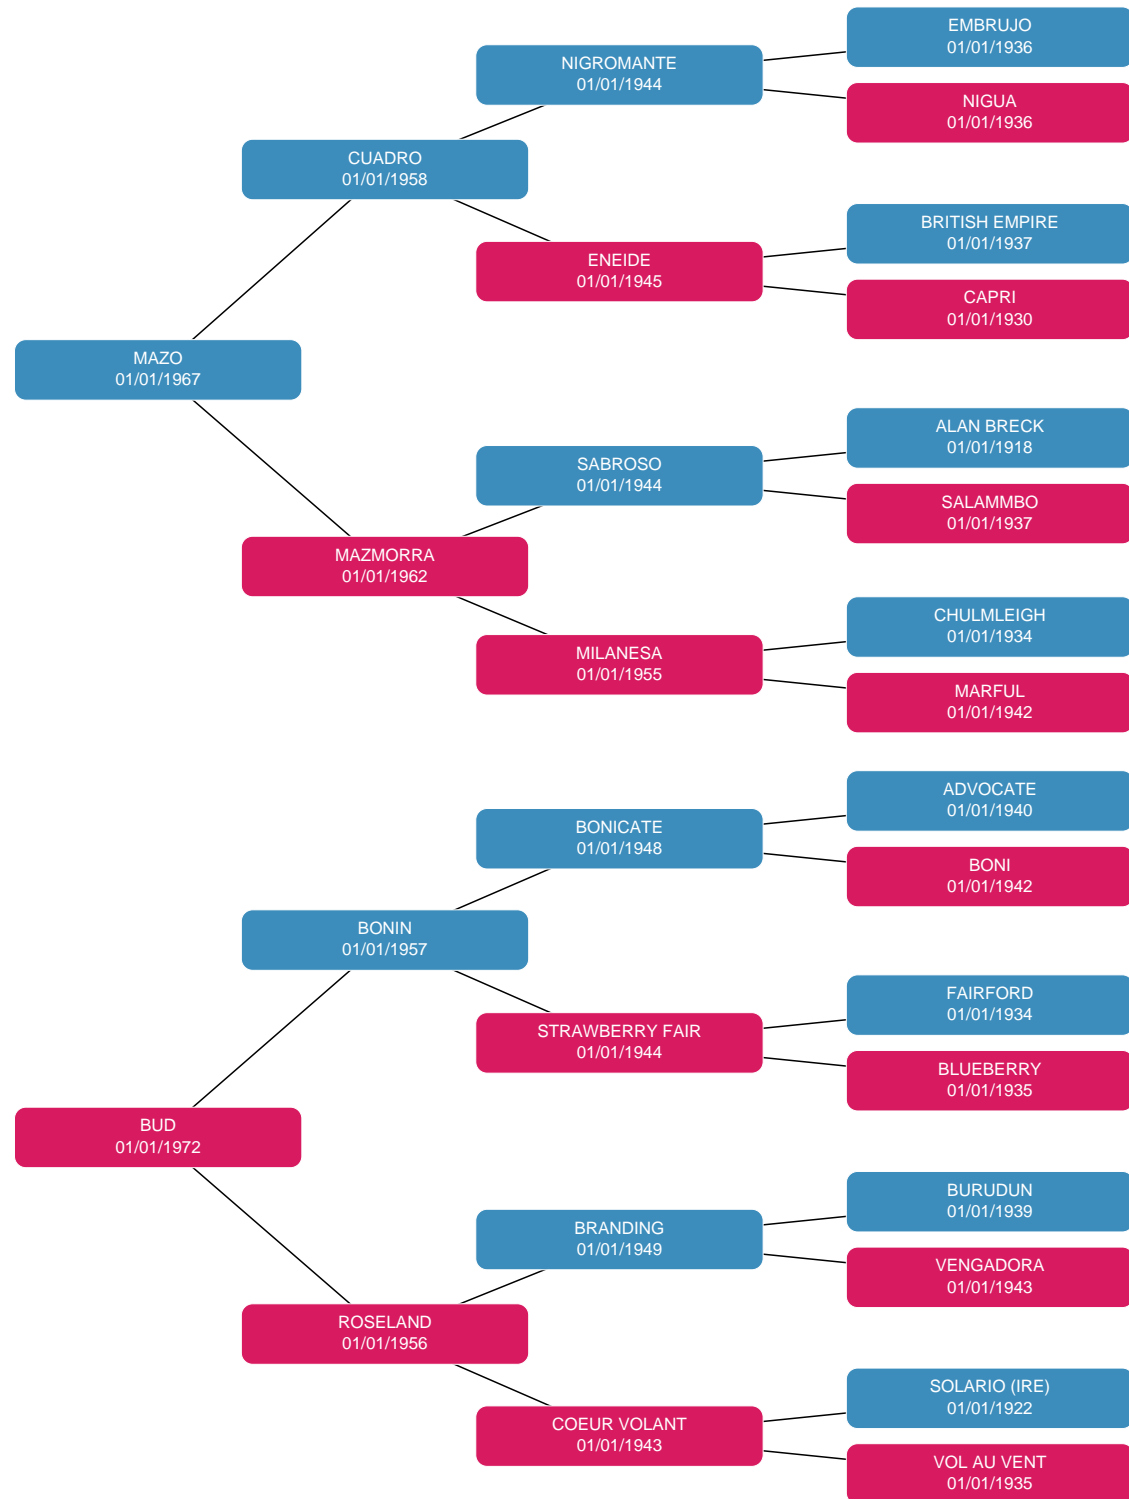 EMBRUJO
01/01/1936
NIGROMANTE
01/01/1944
NIGUA
01/01/1936
CUADRO
01/01/1958
BRITISH EMPIRE
01/01/1937
ENEIDE
01/01/1945
CAPRI
01/01/1930
MAZO
01/01/1967
ALAN BRECK
01/01/1918
SABROSO
01/01/1944
SALAMMBO
01/01/1937
MAZMORRA
01/01/1962
CHULMLEIGH
01/01/1934
MILANESA
01/01/1955
MARFUL
01/01/1942
ADVOCATE
01/01/1940
BONICATE
01/01/1948
BONI
01/01/1942
BONIN
01/01/1957
FAIRFORD
01/01/1934
STRAWBERRY FAIR
01/01/1944
BLUEBERRY
01/01/1935
BUD
01/01/1972
BURUDUN
01/01/1939
BRANDING
01/01/1949
VENGADORA
01/01/1943
ROSELAND
01/01/1956
SOLARIO (IRE)
01/01/1922
COEUR VOLANT
01/01/1943
VOL AU VENT
01/01/1935